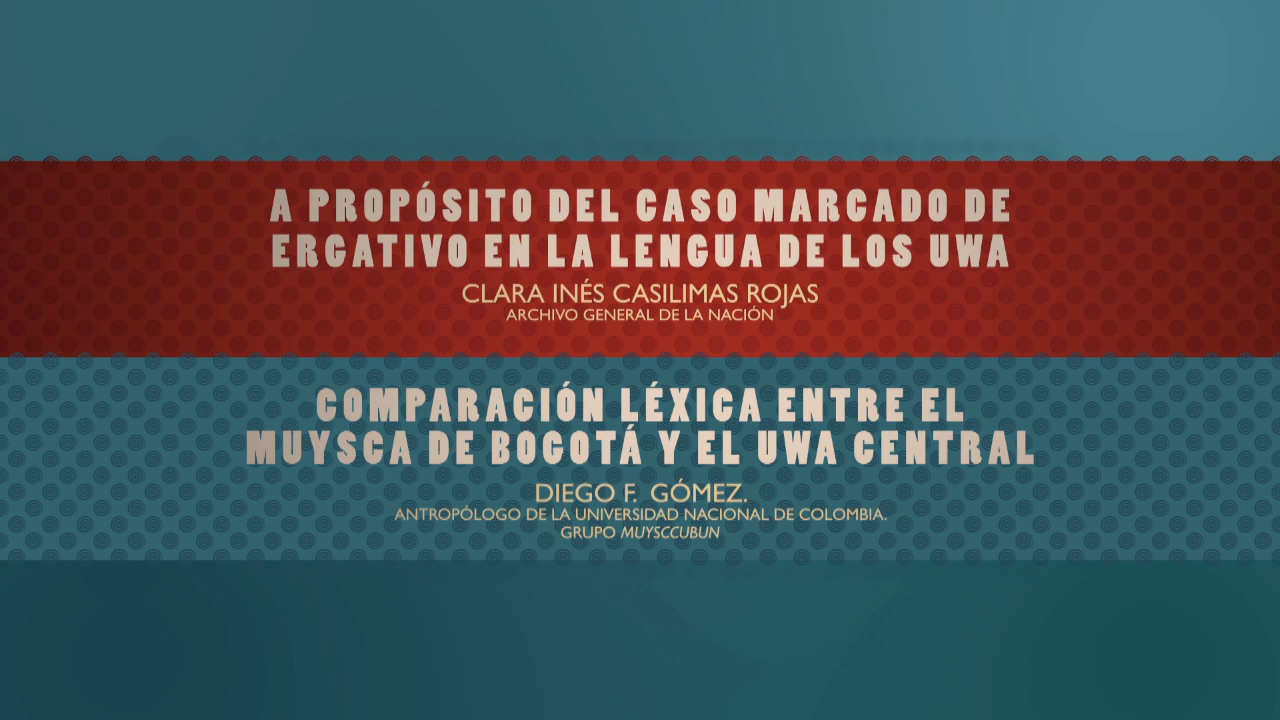 A PROPÓSITO DEL CASO MARCADO DE
ERGATIVO EN LA LENGUA DE LOS UWA
CLARA INÉS CASILIMAS ROJAS
ARCHIVO GENERAL DE LA NACIÓN
COMPARACIÓN LÉXICA ENTRE EL
MUYSCA DE BOGOTÁ Y EL UWA CENTRAL
DIEGO F. GÓMEZ.
ANTROPÓLOGO DE LA UNIVERSIDAD NACIONAL DE COLOMBIA.
GRUPO MUYSCCUBUN